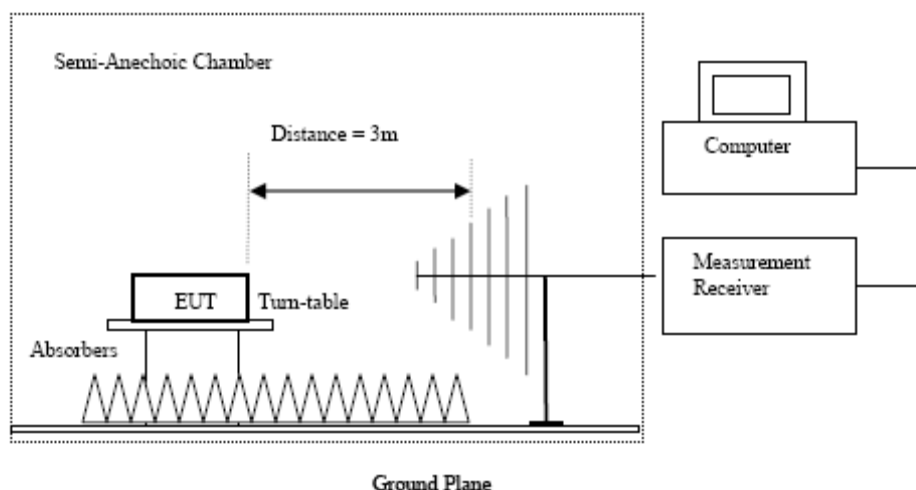 Semi-Anechoic Chamber
Distance = 3m
Computer
Measurement
Receiver
EUT
Turn-table
Absorbers
Ground Plane